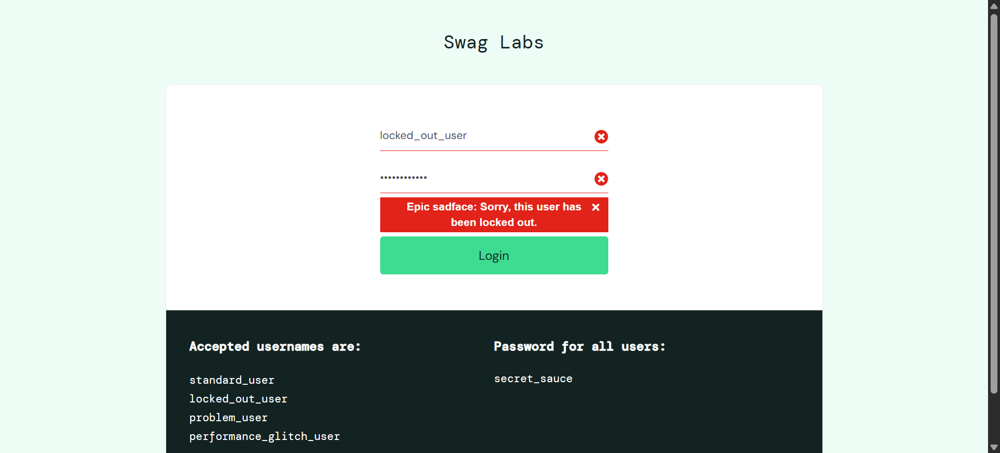 Swag Labs
locked_out_user
••••••••••••
Epic sadface: Sorry, this user has
been locked out.
Login
Accepted usernames are:
standard_user
locked_out_user
problem_user
performance_glitch_user
Password for all users:
secret_sauce